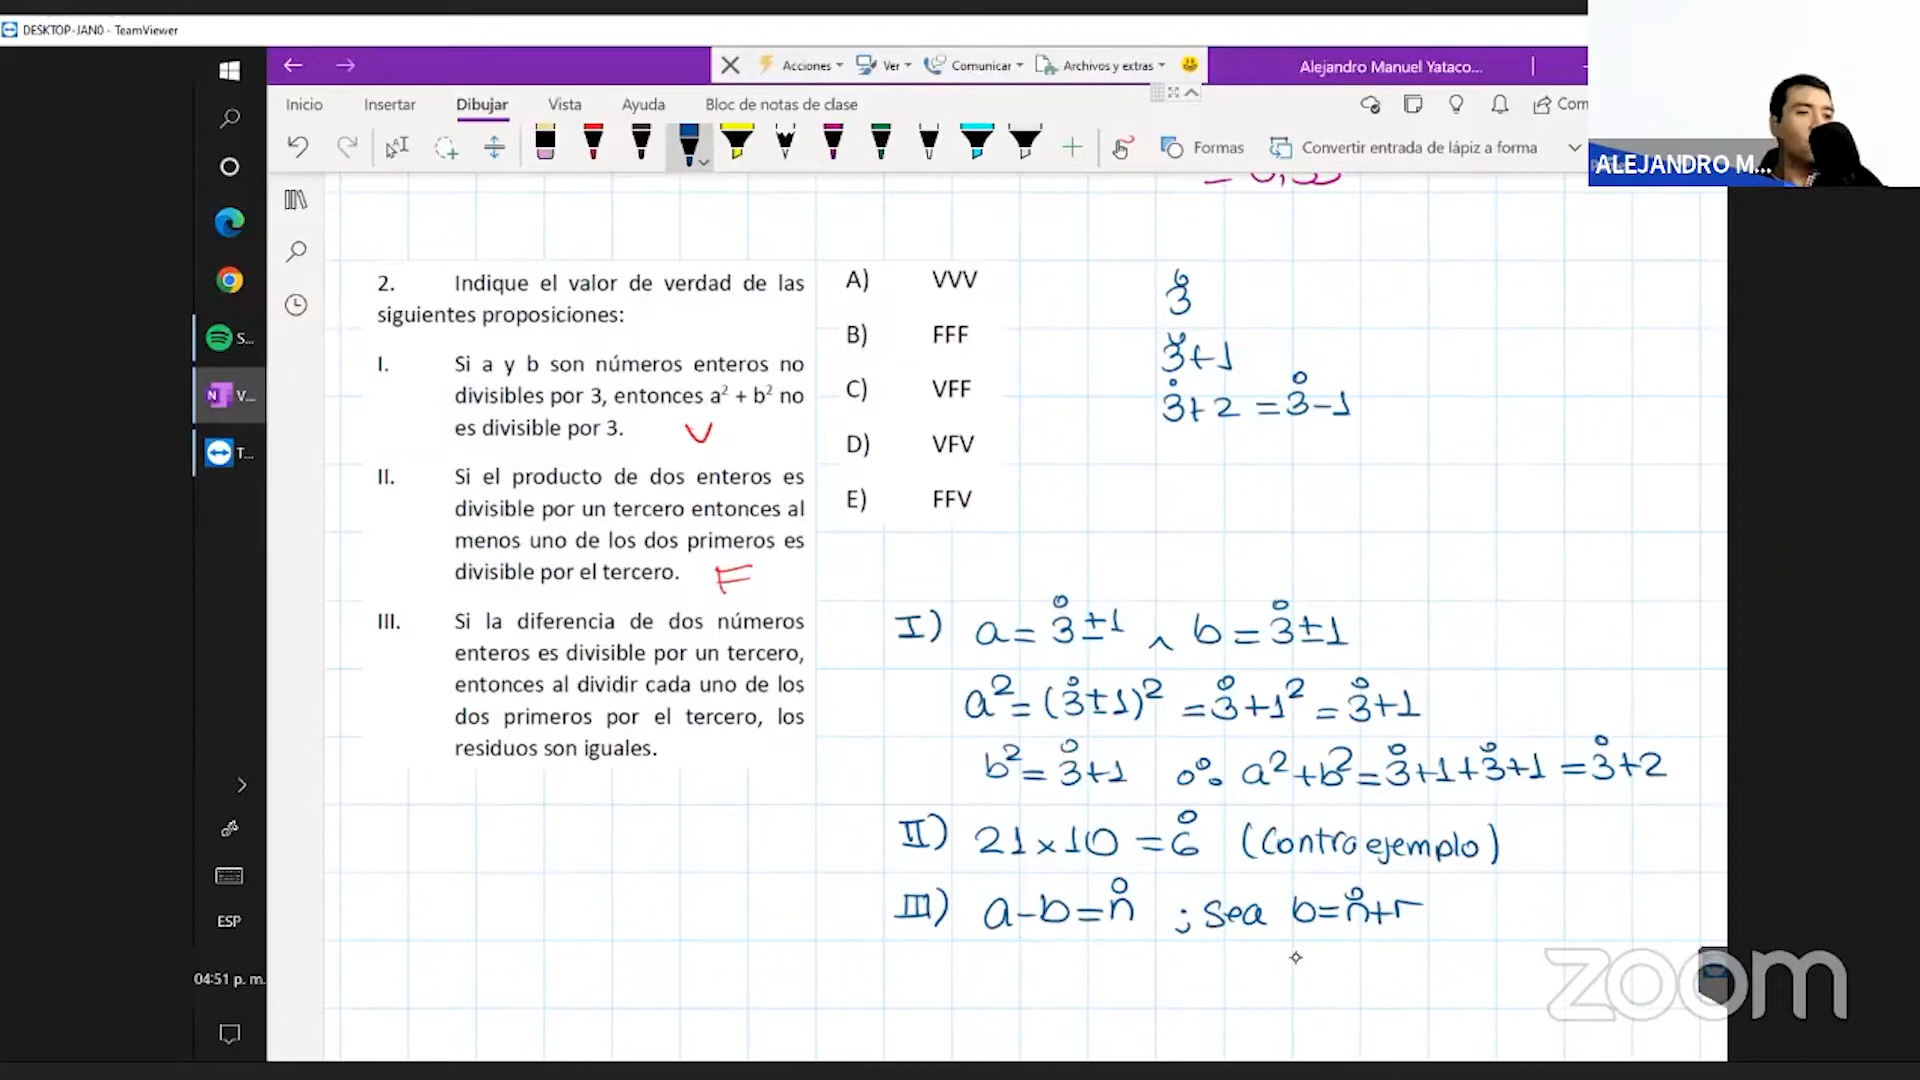 DESKTOP-JAN0 - TeamViewer
Acciones
Ver
Comunicar
Archivos y extras
Alejandro Manuel Yataco...
Inicio
Insertar
Dibujar
Vista
Ayuda
Bloc de notas de clase
Com
Formas
Convertir entrada de lápiz a forma
ALEJANDRO M...
S...
V...
T...
ESP
04:51 p. m.
2. Indique el valor de verdad de las
siguientes proposiciones:
I. Si a y b son números enteros no
divisibles por 3, entonces a² + b² no
es divisible por 3. V
II. Si el producto de dos enteros es
divisible por un tercero entonces al
menos uno de los dos primeros es
divisible por el tercero. F
III. Si la diferencia de dos números
enteros es divisible por un tercero,
entonces al dividir cada uno de los
dos primeros por el tercero, los
residuos son iguales.
A) VVV
B) FFF
C) VFF
D) VFV
E) FFV
3̊
3̊+1
3̊+2 = 3̊-1
I) a = 3̊±1 ∧ b = 3̊±1
a² = (3̊±1)² = 3̊+1² = 3̊+1
b² = 3̊+1 ∴ a²+b² = 3̊+1+3̊+1 = 3̊+2
II) 21×10 = 6̊ (Contraejemplo)
III) a-b = n̊ ; Sea b = n̊+r
zoom